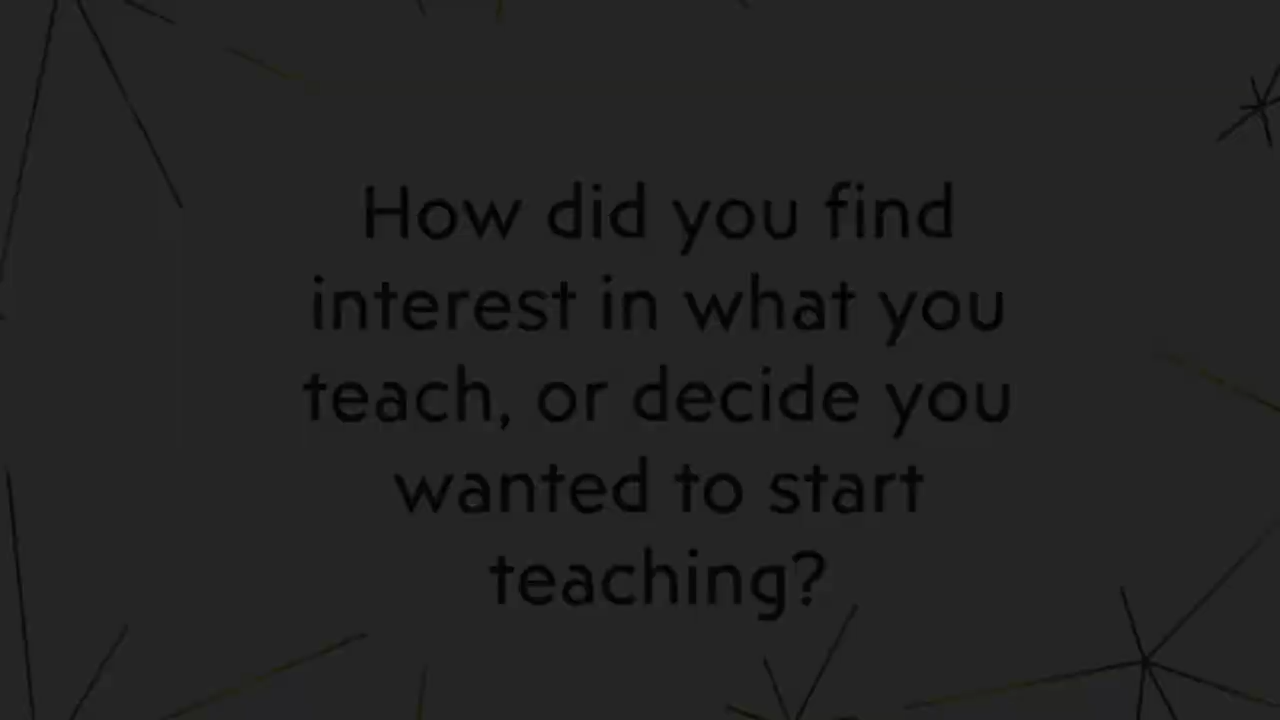 How did you find
interest in what you
teach, or decide you
wanted to start
teaching?